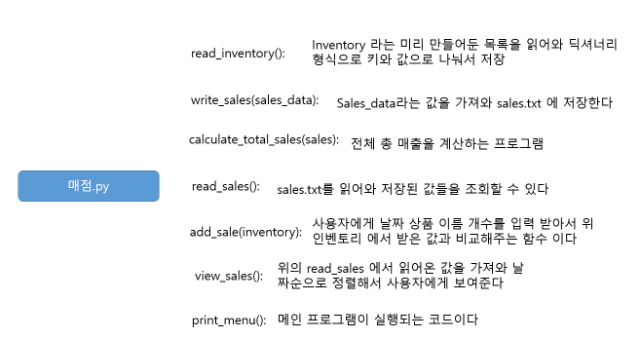 read_inventory():
Inventory 라는 미리 만들어둔 목록을 읽어와 딕셔너리
형식으로 키와 값으로 나눠서 저장
write_sales(sales_data):
Sales_data라는 값을 가져와 sales.txt 에 저장한다
calculate_total_sales(sales):
전체 총 매출을 계산하는 프로그램
매점.py
read_sales():
sales.txt를 읽어와 저장된 값들을 조회할 수 있다
add_sale(inventory):
사용자에게 날짜 상품 이름 개수를 입력 받아서 위
인벤토리 에서 받은 값과 비교해주는 함수 이다
view_sales():
위의 read_sales 에서 읽어온 값을 가져와 날
짜순으로 정렬해서 사용자에게 보여준다
print_menu():
메인 프로그램이 실행되는 코드이다